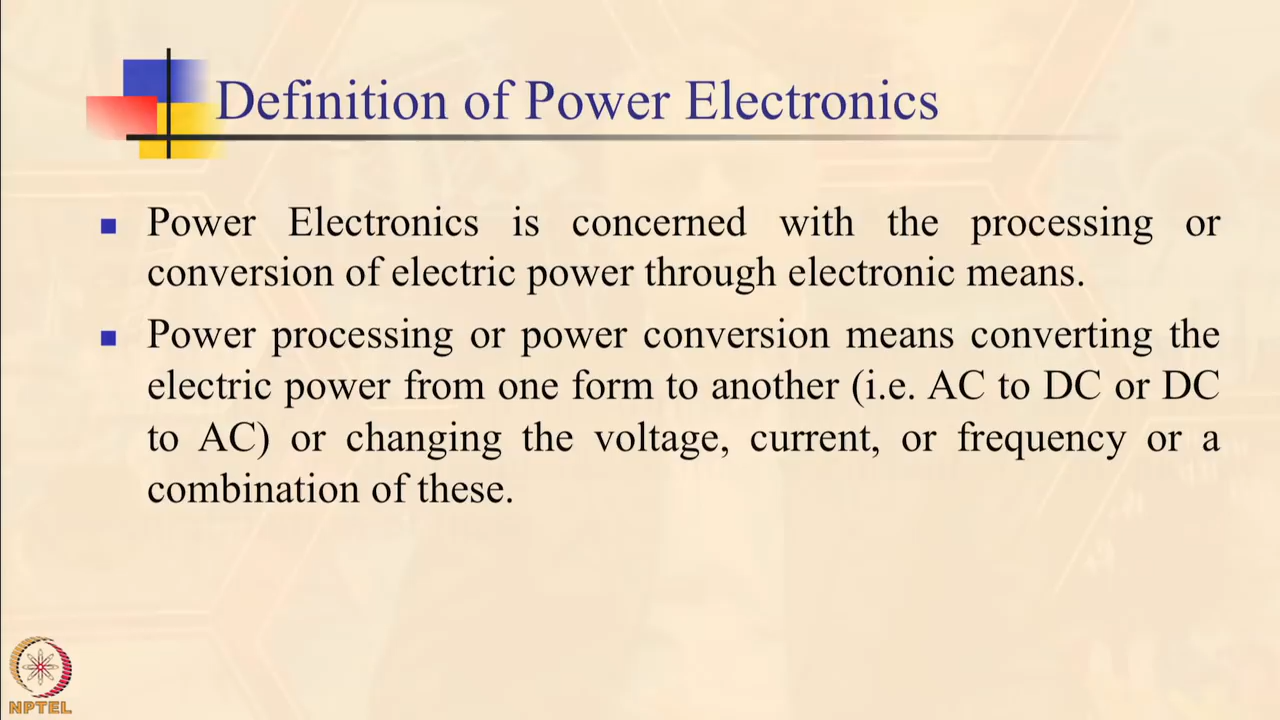 Definition of Power Electronics
Power Electronics is concerned with the processing or
conversion of electric power through electronic means.
Power processing or power conversion means converting the
electric power from one form to another (i.e. AC to DC or DC
to AC) or changing the voltage, current, or frequency or a
combination of these.
NPTEL